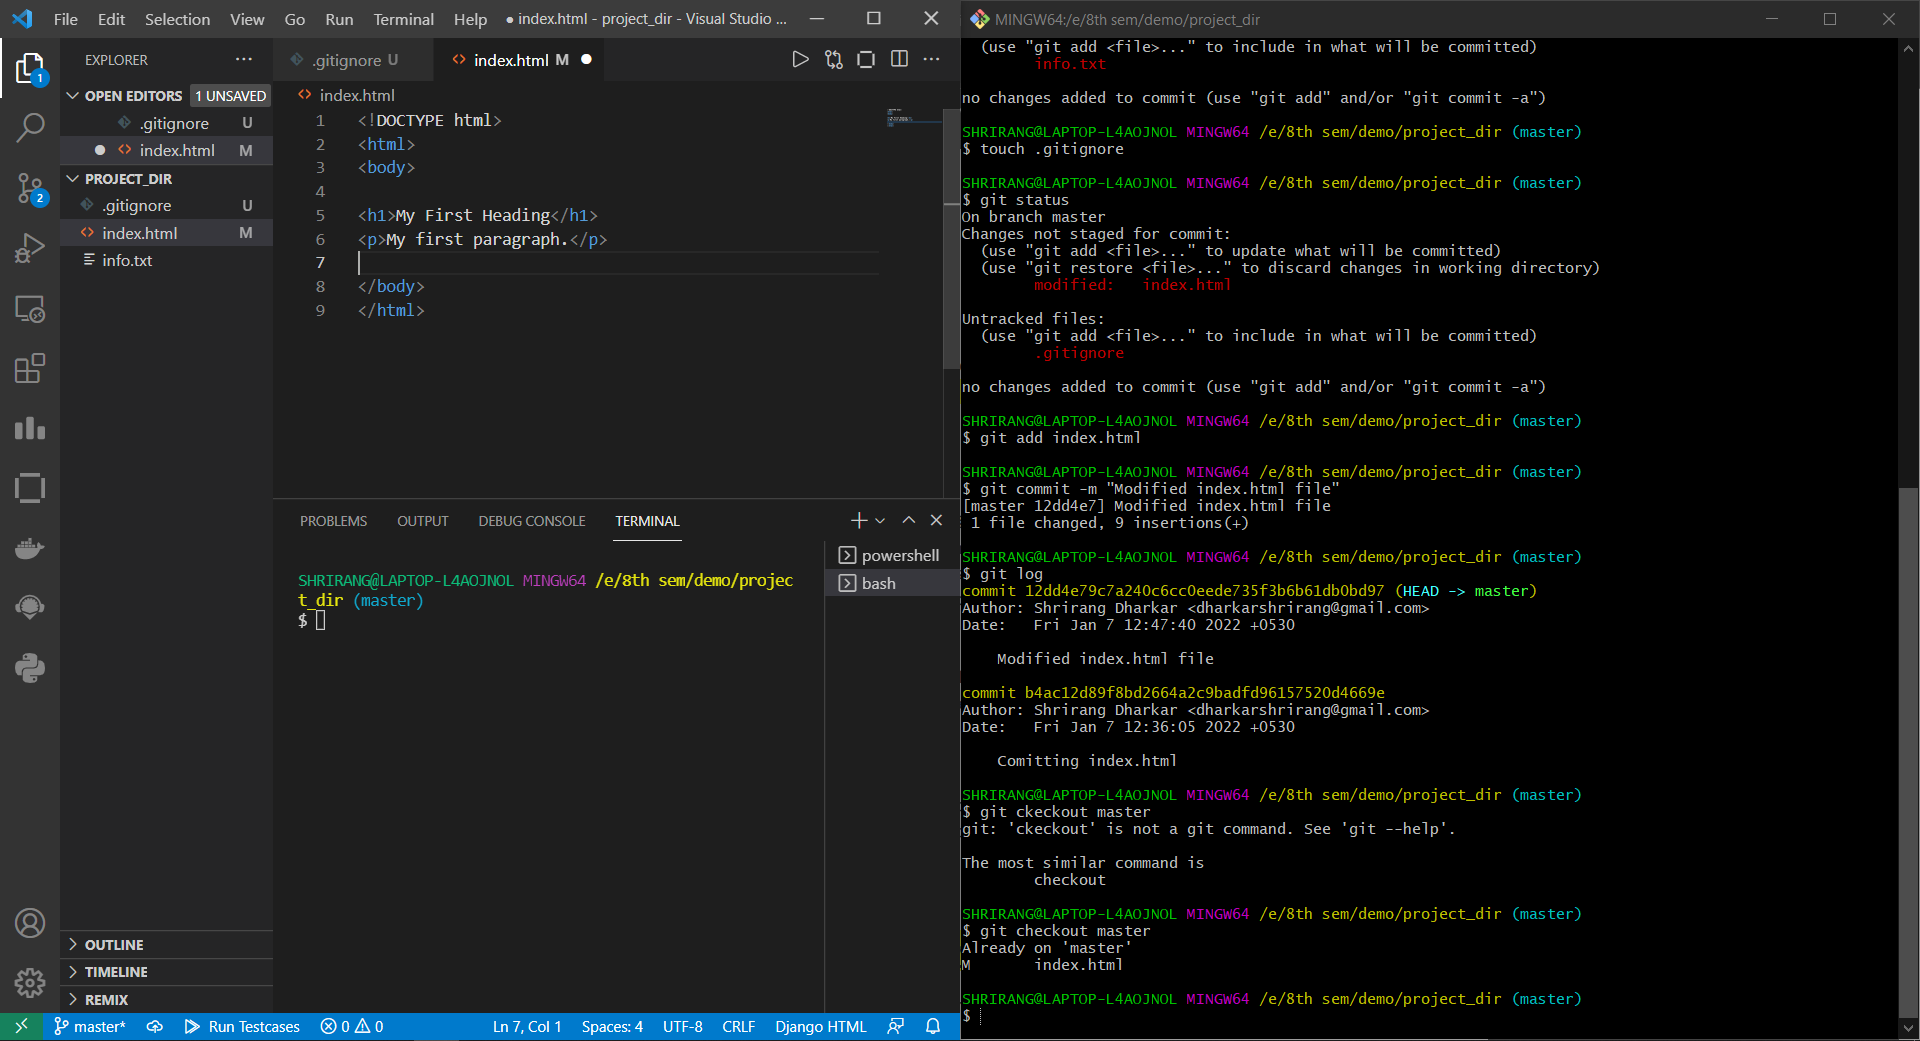 File Edit Selection View Go Run Terminal Help ● index.html - project_dir - Visual Studio ...
EXPLORER ...
OPEN EDITORS 1 UNSAVED
.gitignore U
● index.html M
PROJECT_DIR
.gitignore U
index.html M
info.txt
OUTLINE
TIMELINE
REMIX
1
2
.gitignore U
index.html M ●
index.html
1 <!DOCTYPE html>
2 <html>
3 <body>
4
5 <h1>My First Heading</h1>
6 <p>My first paragraph.</p>
7
8 </body>
9 </html>
PROBLEMS OUTPUT DEBUG CONSOLE TERMINAL
powershell
bash
SHRIRANG@LAPTOP-L4AOJNOL MINGW64 /e/8th sem/demo/projec
t_dir (master)
$
master* Run Testcases 0 0 Ln 7, Col 1 Spaces: 4 UTF-8 CRLF Django HTML
MINGW64:/e/8th sem/demo/project_dir
(use "git add <file>..." to include in what will be committed)
info.txt
no changes added to commit (use "git add" and/or "git commit -a")
SHRIRANG@LAPTOP-L4AOJNOL MINGW64 /e/8th sem/demo/project_dir (master)
$ touch .gitignore
SHRIRANG@LAPTOP-L4AOJNOL MINGW64 /e/8th sem/demo/project_dir (master)
$ git status
On branch master
Changes not staged for commit:
(use "git add <file>..." to update what will be committed)
(use "git restore <file>..." to discard changes in working directory)
modified:   index.html
Untracked files:
(use "git add <file>..." to include in what will be committed)
.gitignore
no changes added to commit (use "git add" and/or "git commit -a")
SHRIRANG@LAPTOP-L4AOJNOL MINGW64 /e/8th sem/demo/project_dir (master)
$ git add index.html
SHRIRANG@LAPTOP-L4AOJNOL MINGW64 /e/8th sem/demo/project_dir (master)
$ git commit -m "Modified index.html file"
[master 12dd4e7] Modified index.html file
1 file changed, 9 insertions(+)
SHRIRANG@LAPTOP-L4AOJNOL MINGW64 /e/8th sem/demo/project_dir (master)
$ git log
commit 12dd4e79c7a240c6cc0eede735f3b6b61db0bd97 (HEAD -> master)
Author: Shrirang Dharkar <dharkarshrirang@gmail.com>
Date:   Fri Jan 7 12:47:40 2022 +0530
Modified index.html file
commit b4ac12d89f8bd2664a2c9badfd96157520d4669e
Author: Shrirang Dharkar <dharkarshrirang@gmail.com>
Date:   Fri Jan 7 12:36:05 2022 +0530
Comitting index.html
SHRIRANG@LAPTOP-L4AOJNOL MINGW64 /e/8th sem/demo/project_dir (master)
$ git ckeckout master
git: 'ckeckout' is not a git command. See 'git --help'.
The most similar command is
checkout
SHRIRANG@LAPTOP-L4AOJNOL MINGW64 /e/8th sem/demo/project_dir (master)
$ git checkout master
Already on 'master'
M       index.html
SHRIRANG@LAPTOP-L4AOJNOL MINGW64 /e/8th sem/demo/project_dir (master)
$